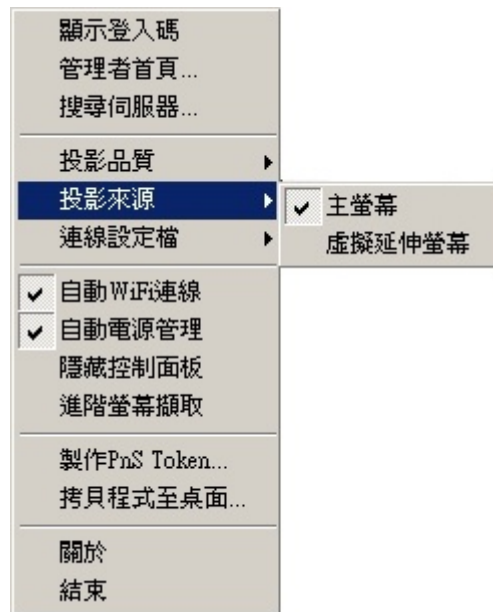 顯示登入碼
管理者首頁...
搜尋伺服器...
投影品質
投影來源
主螢幕
虛擬延伸螢幕
連線設定檔
自動WiFi連線
自動電源管理
隱藏控制面板
進階螢幕擷取
製作PnS Token...
拷貝程式至桌面...
關於
結束